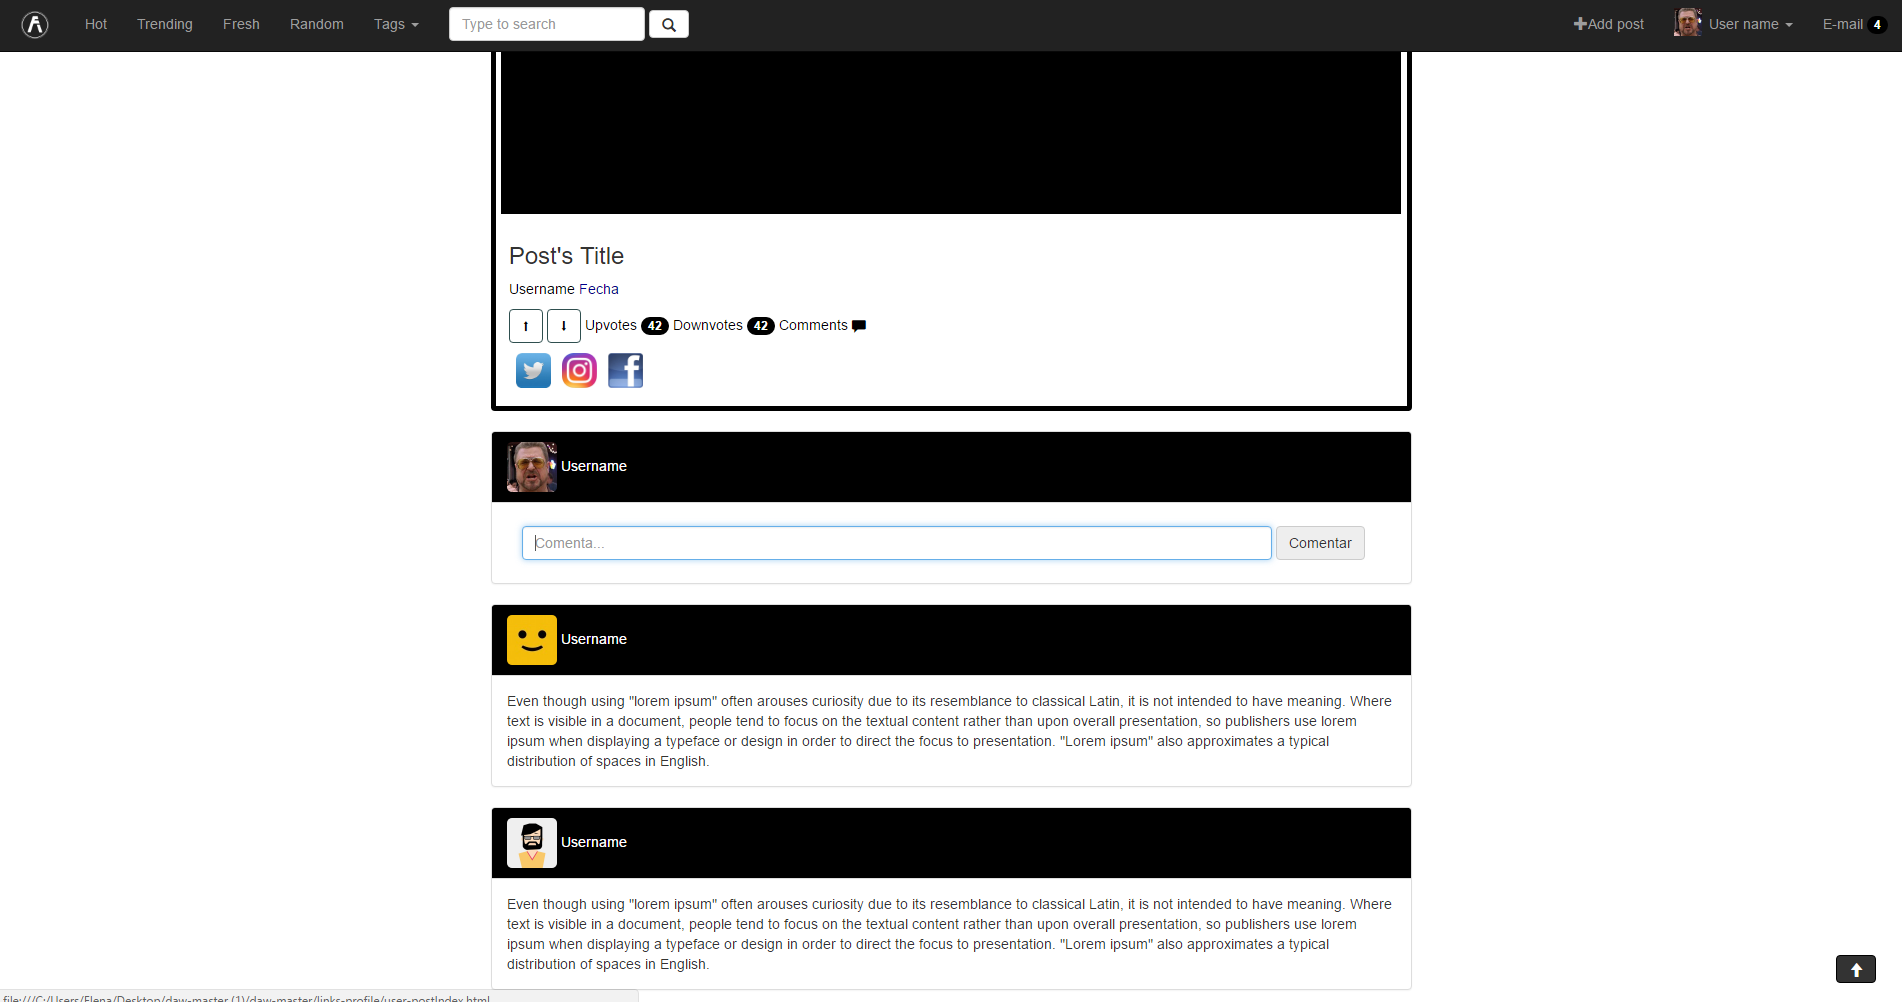 Hot Trending Fresh Random Tags Type to search Add post User name E-mail 4
Post's Title
Username Fecha
Upvotes 42 Downvotes 42 Comments
Username
Comenta... Comentar
Username
Even though using "lorem ipsum" often arouses curiosity due to its resemblance to classical Latin, it is not intended to have meaning. Where
text is visible in a document, people tend to focus on the textual content rather than upon overall presentation, so publishers use lorem
ipsum when displaying a typeface or design in order to direct the focus to presentation. "Lorem ipsum" also approximates a typical
distribution of spaces in English.
Username
Even though using "lorem ipsum" often arouses curiosity due to its resemblance to classical Latin, it is not intended to have meaning. Where
text is visible in a document, people tend to focus on the textual content rather than upon overall presentation, so publishers use lorem
ipsum when displaying a typeface or design in order to direct the focus to presentation. "Lorem ipsum" also approximates a typical
distribution of spaces in English.
file:///C:/Users/Elena/Desktop/daw-master (1)/daw-master/links-profile/user-postIndex.html